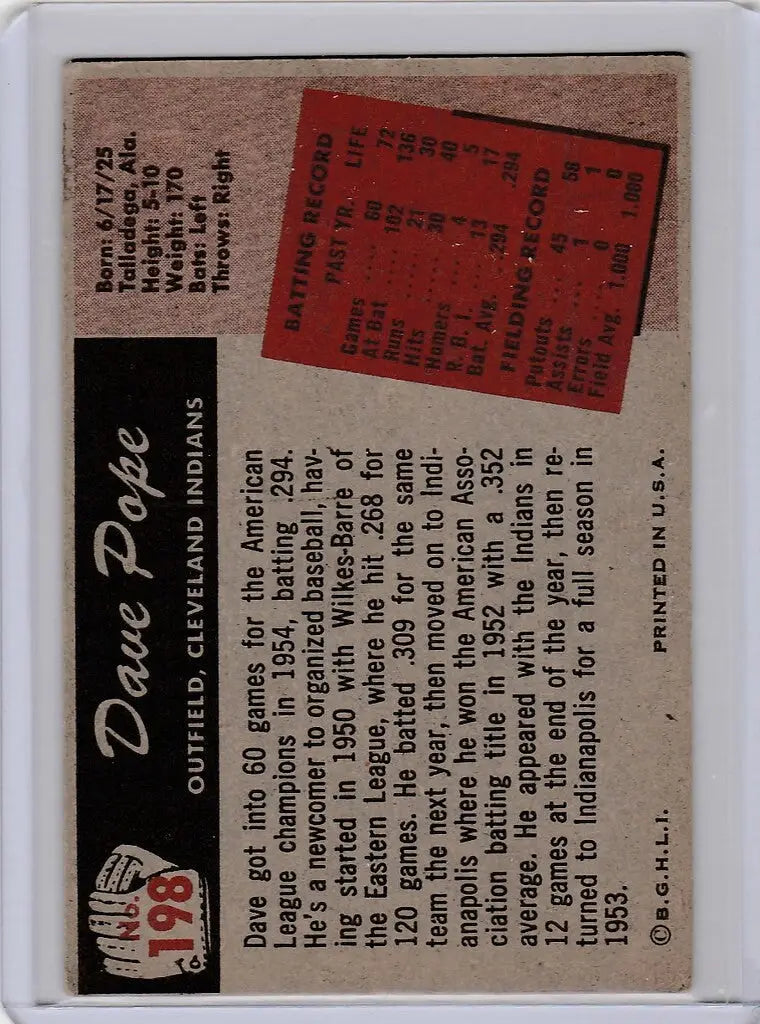 No.
198
Dave Pope
OUTFIELD, CLEVELAND INDIANS
Born: 6/17/25
Talladega, Ala.
Height: 5-10
Weight: 170
Bats: Left
Throws: Right
Dave got into 60 games for the American
League champions in 1954, batting .294.
He's a newcomer to organized baseball, hav-
ing started in 1950 with Wilkes-Barre of
the Eastern League, where he hit .268 for
120 games. He batted .309 for the same
team the next year, then moved on to Indi-
anapolis where he won the American Asso-
ciation batting title in 1952 with a .352
average. He appeared with the Indians in
12 games at the end of the year, then re-
turned to Indianapolis for a full season in
1953.
BATTING RECORD
PAST YR. LIFE
Games .... 60 72
At Bat ..... 102 136
Runs ...... 21 30
Hits ...... 30 40
Homers .... 4 5
R. B. I. .... 13 17
Bat. Avg. .. .294 .294
FIELDING RECORD
Putouts ... 45 58
Assists .... 1 1
Errors .... 0 0
Field Avg. 1.000 1.000
© B.G.H.L.I.
PRINTED IN U.S.A.